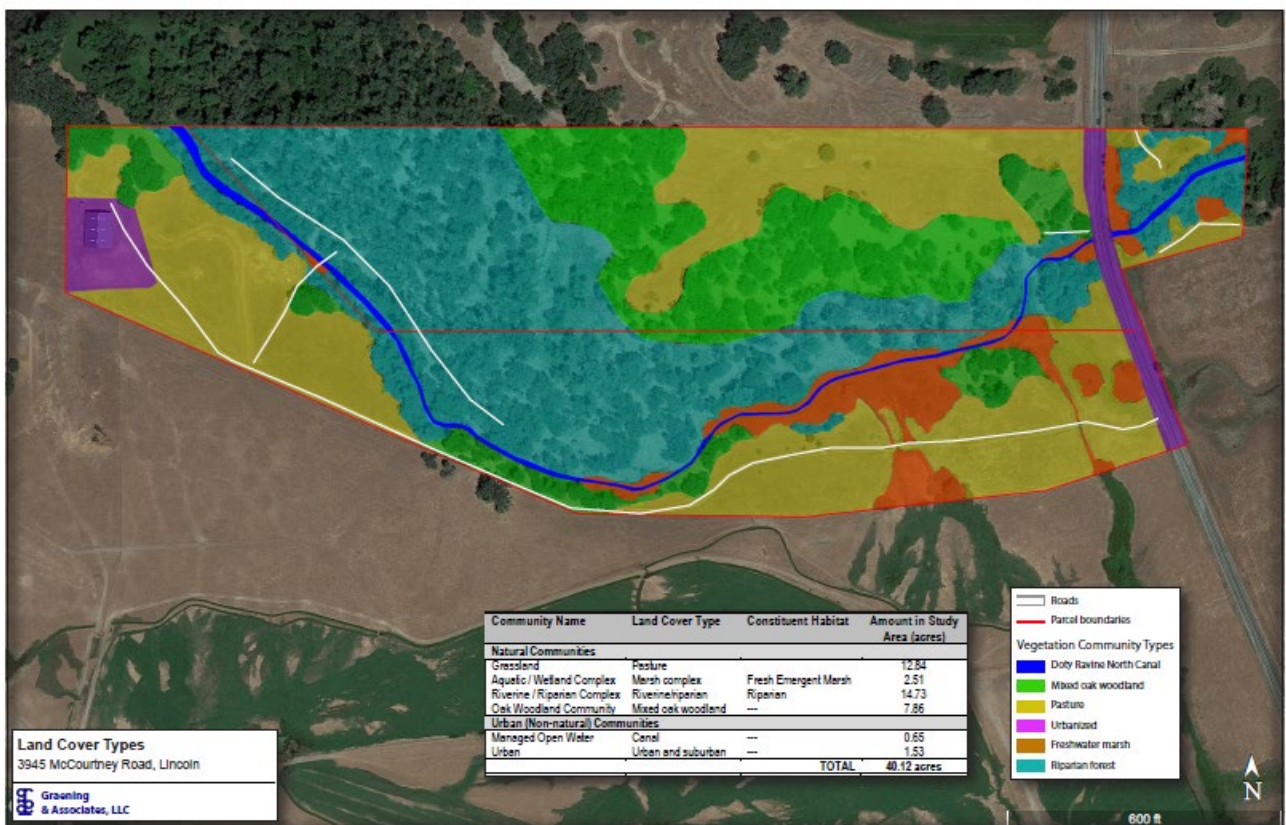 Community Name Land Cover Type Constituent Habitat Amount in Study
Area (acres)
Natural Communities
Grassland Pasture 12.84
Aquatic / Wetland Complex Marsh complex Fresh Emergent Marsh 2.51
Riverine / Riparian Complex Riverine/riparian Riparian 14.73
Oak Woodland Community Mixed oak woodland --- 7.86
Urban (Non-natural) Communities
Managed Open Water Canal --- 0.65
Urban Urban and suburban --- 1.53
TOTAL 40.12 acres
Roads
Parcel boundaries
Vegetation Community Types
Doty Ravine North Canal
Mixed oak woodland
Pasture
Urbanized
Freshwater marsh
Riparian forest
Land Cover Types
3945 McCourtney Road, Lincoln
Graening
& Associates, LLC
N
600 ft